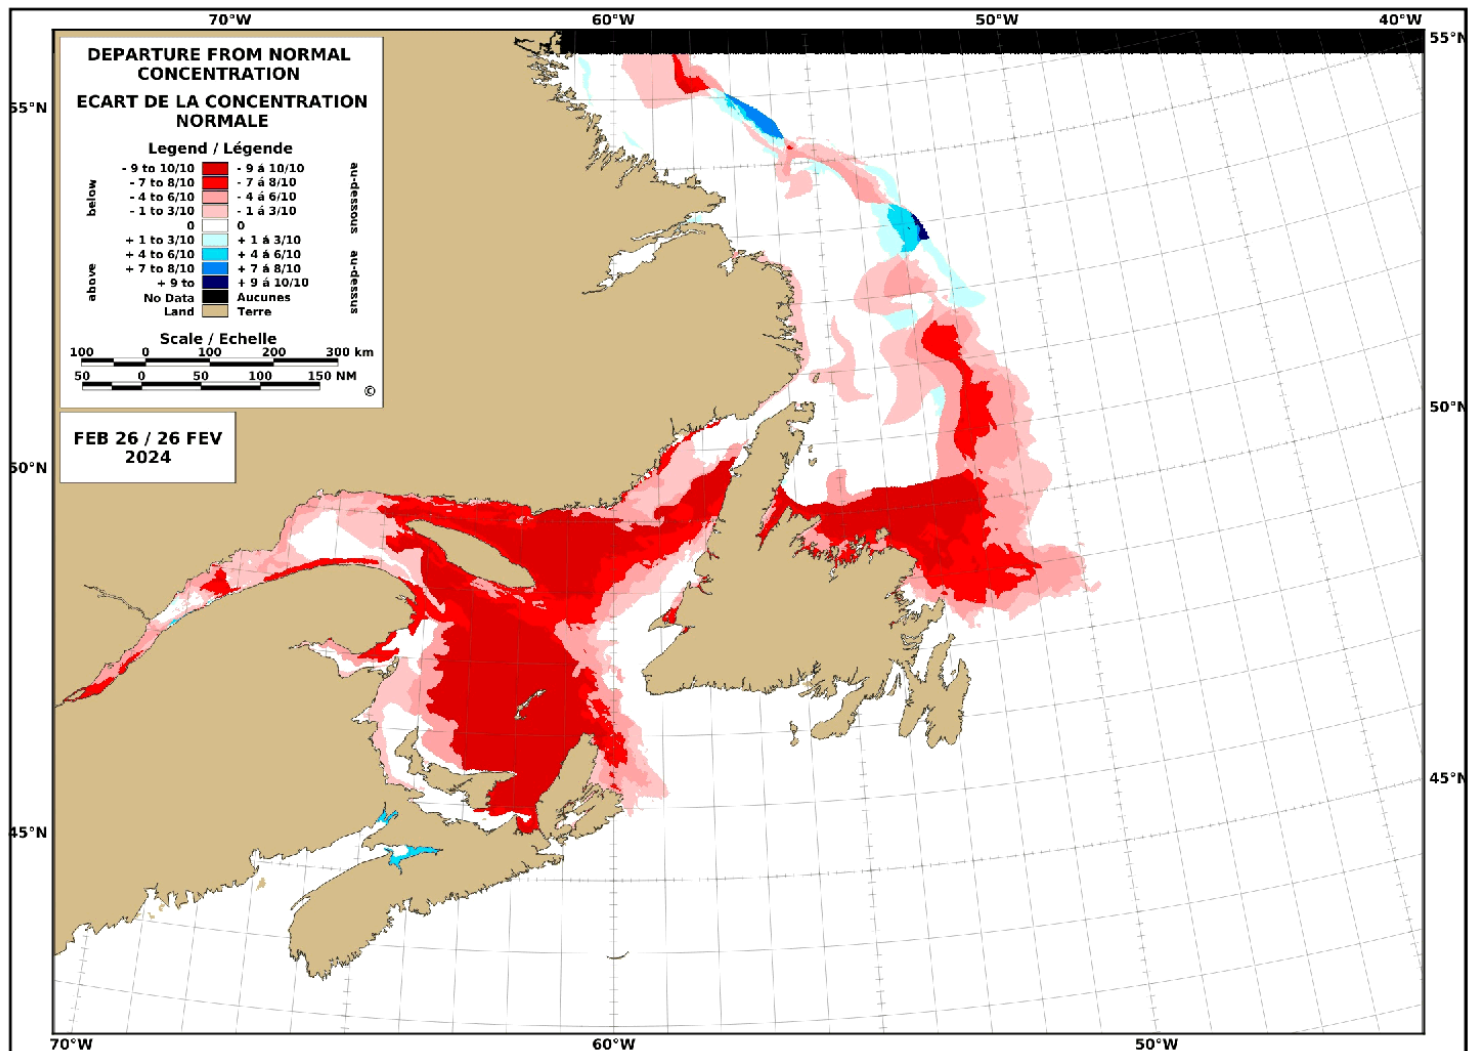 70°W 60°W 50°W 40°W
55°N
DEPARTURE FROM NORMAL
CONCENTRATION
ECART DE LA CONCENTRATION
NORMALE
55°N
Legend / Légende
- 9 to 10/10 - 9 á 10/10
- 7 to 8/10 - 7 á 8/10
- 4 to 6/10 - 4 á 6/10
- 1 to 3/10 - 1 á 3/10
0 0
+ 1 to 3/10 + 1 á 3/10
+ 4 to 6/10 + 4 á 6/10
+ 7 to 8/10 + 7 á 8/10
+ 9 to + 9 á 10/10
No Data Aucunes
Land Terre
below
above
au-dessous
au-dessus
Scale / Echelle
100 0 100 200 300 km
50 0 50 100 150 NM
©
50°N
FEB 26 / 26 FEV
2024
50°N
45°N
45°N
70°W 60°W 50°W